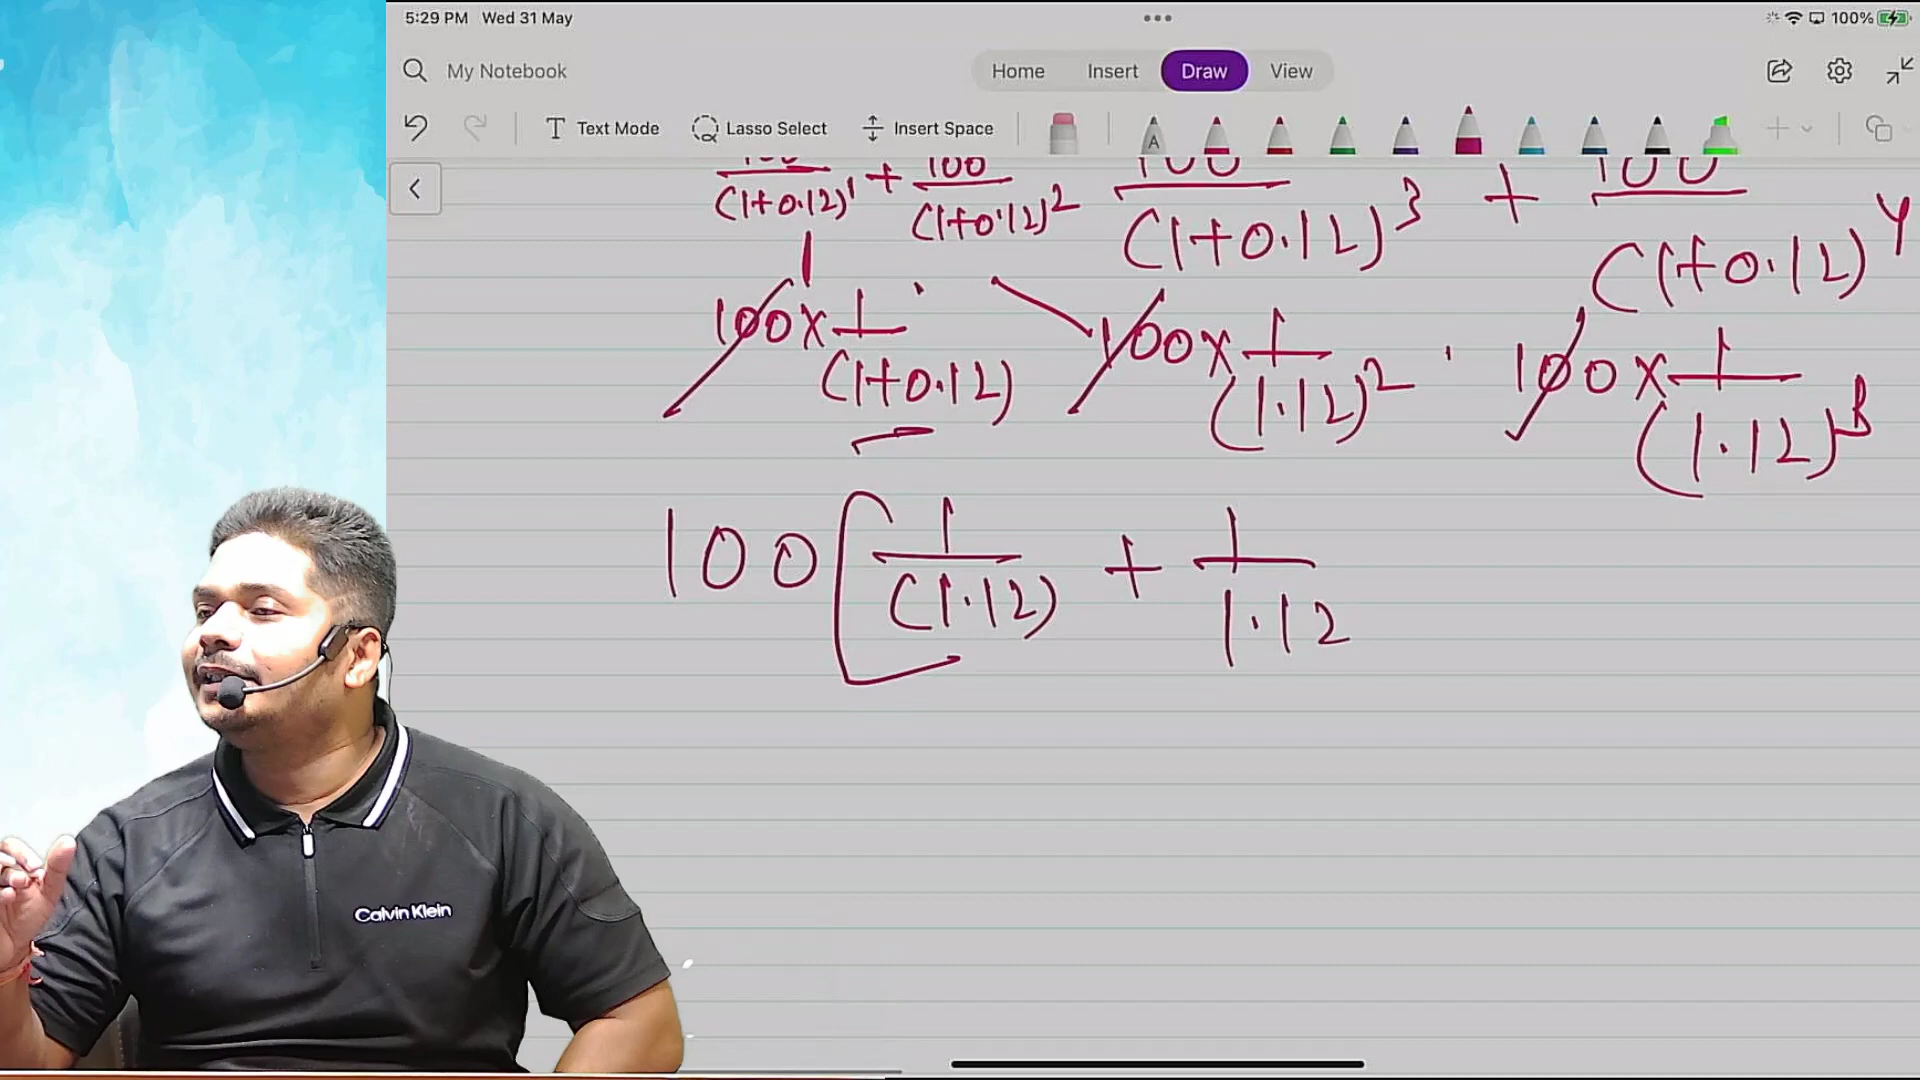 5:29 PM Wed 31 May
100%
My Notebook
Home Insert Draw View
Text Mode Lasso Select Insert Space
A
100/(1+0.12)^1 + 100/(1+0.12)^2 100/(1+0.12)^3 + 100/(1+0.12)^4
100 x 1/(1+0.12) 100 x 1/(1.12)^2 100 x 1/(1.12)^3
100 [ 1/(1.12) + 1/1.12
Calvin Klein